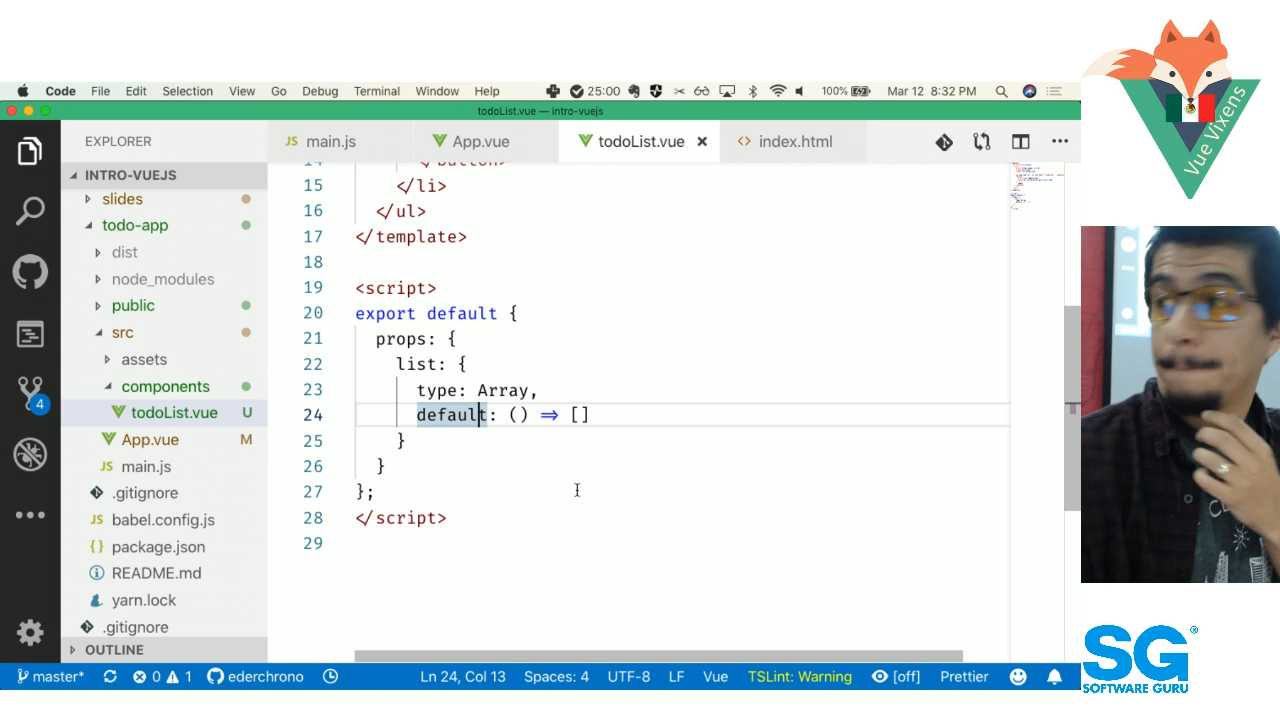 Code File Edit Selection View Go Debug Terminal Window Help 25:00 100% Mar 12 8:32 PM
todoList.vue — intro-vuejs
EXPLORER
JS main.js
App.vue
todoList.vue
<> index.html
INTRO-VUEJS
slides
todo-app
dist
node_modules
public
src
assets
components
todoList.vue U
App.vue M
JS main.js
.gitignore
JS babel.config.js
{} package.json
README.md
yarn.lock
.gitignore
OUTLINE
4
15 </li>
16 </ul>
17 </template>
18
19 <script>
20 export default {
21 props: {
22 list: {
23 type: Array,
24 default: () => []
25 }
26 }
27 };
28 </script>
29
master* 0 1 ederchrono Ln 24, Col 13 Spaces: 4 UTF-8 LF Vue TSLint: Warning [off] Prettier
Vue Vixens
SG®
SOFTWARE GURU